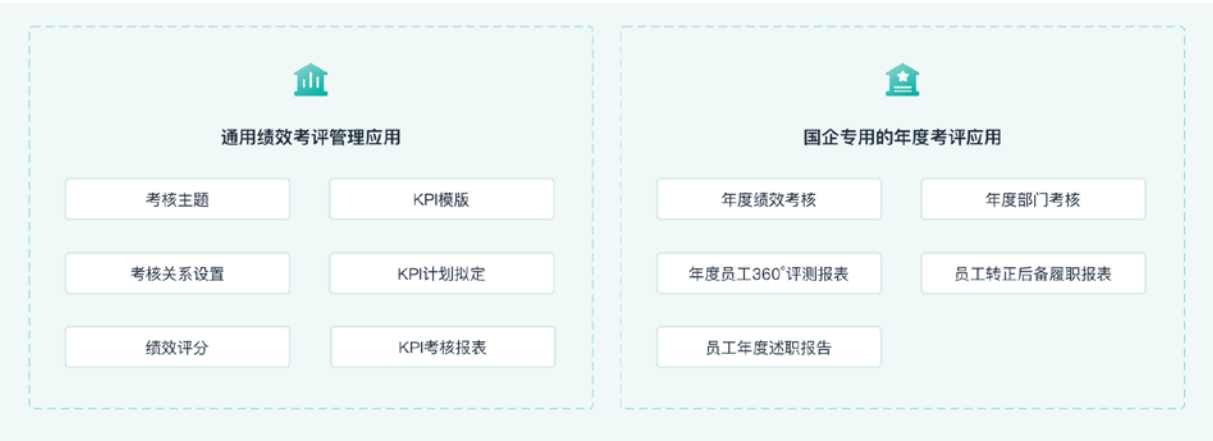 通用绩效考评管理应用
考核主题
KPI模版
考核关系设置
KPI计划拟定
绩效评分
KPI考核报表
国企专用的年度考评应用
年度绩效考核
年度部门考核
年度员工360°评测报表
员工转正后备履职报表
员工年度述职报告